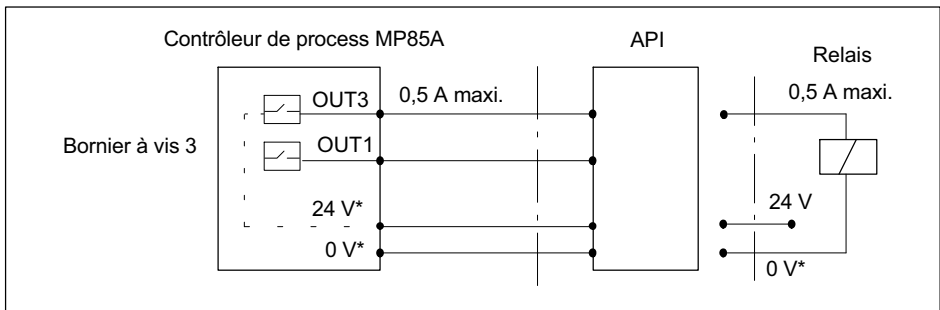 Contrôleur de process MP85A
API
Relais
OUT3
0,5 A maxi.
0,5 A maxi.
Bornier à vis 3
OUT1
24 V*
24 V
0 V*
0 V*